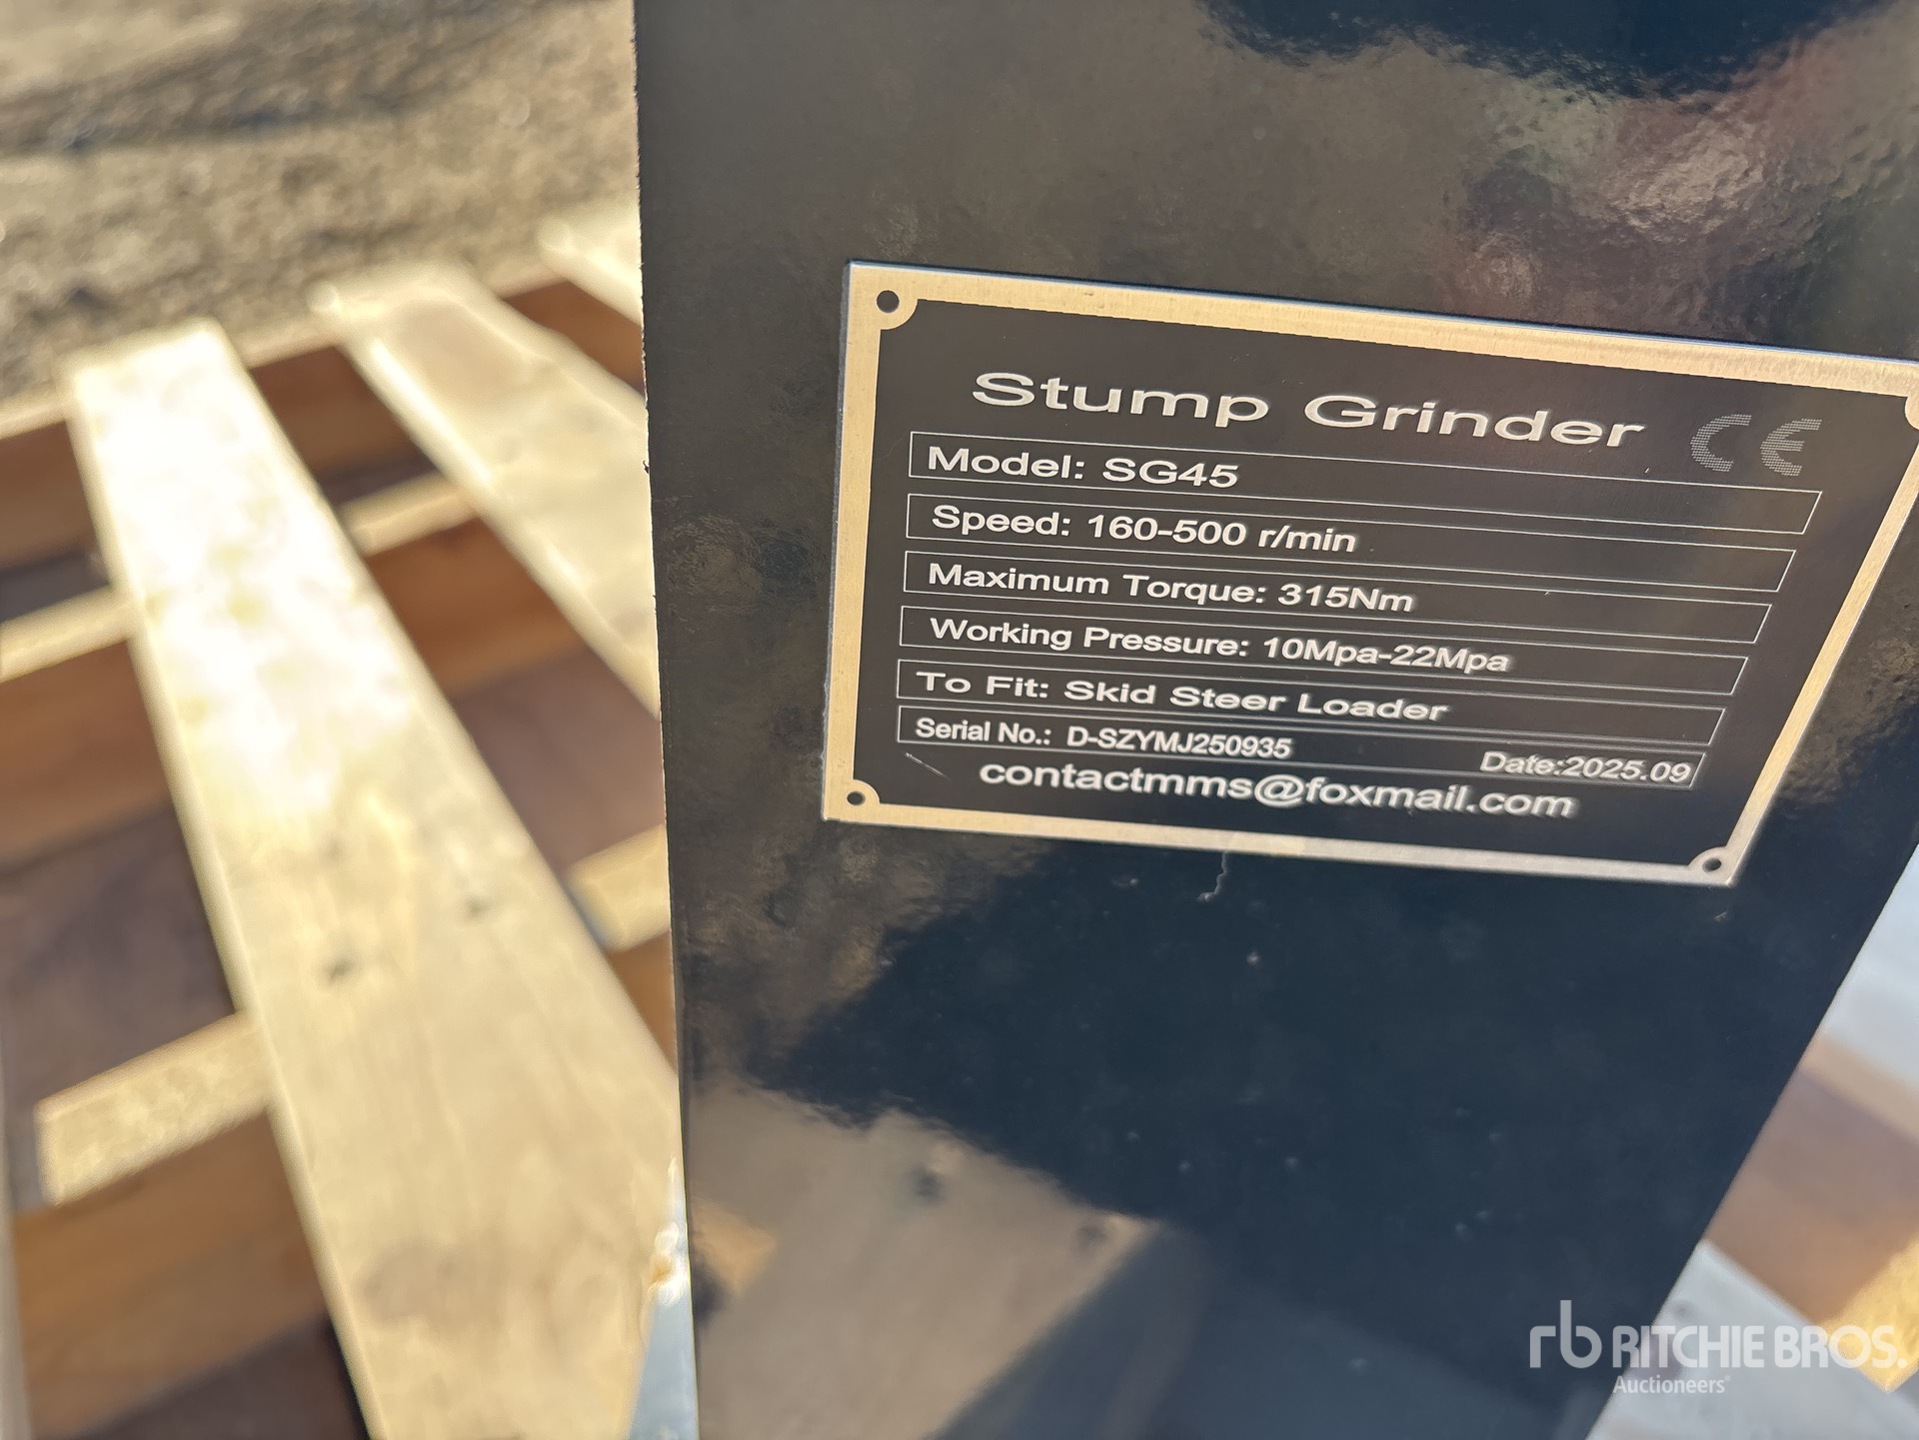 Stump Grinder CE
Model: SG45
Speed: 160-500 r/min
Maximum Torque: 315Nm
Working Pressure: 10Mpa-22Mpa
To Fit: Skid Steer Loader
Serial No.: D-SZYMJ250935 Date:2025.09
contactmms@foxmail.com
rb RITCHIE BROS.
Auctioneers